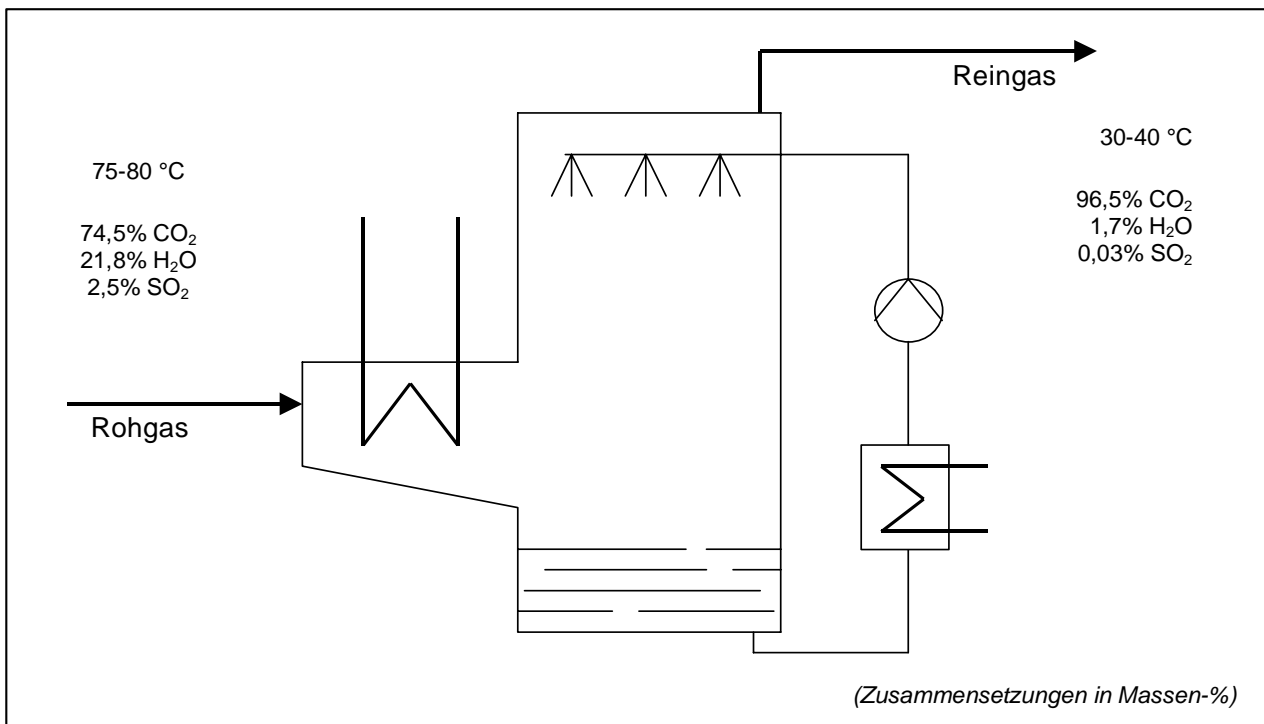 Reingas
30-40 °C
75-80 °C
96,5% CO₂
1,7% H₂O
0,03% SO₂
74,5% CO₂
21,8% H₂O
2,5% SO₂
Rohgas
(Zusammensetzungen in Massen-%)